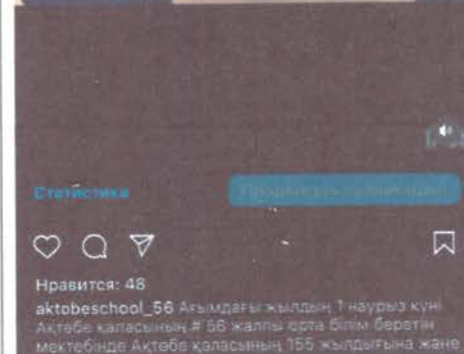 Статистика
Нравится: 48
aktobeschool_56 Ағымдағы жылдың 1 наурыз күні
Ақтөбе қаласының # 56 жалпы орта білім беретін
мектебінде Ақтөбе қаласының 155 жылдығына және